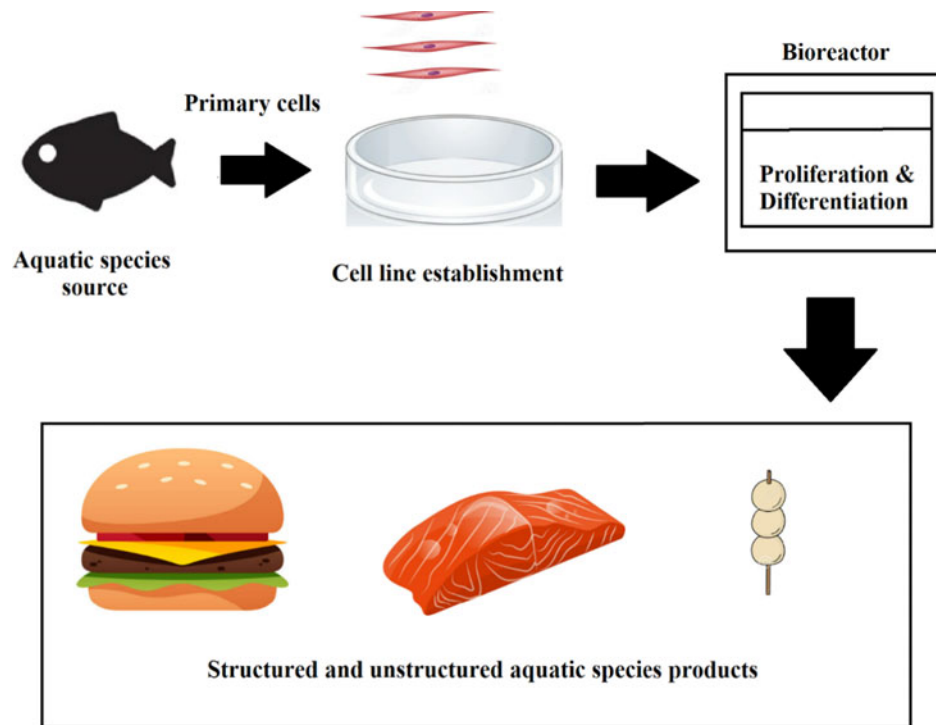 Primary cells
Aquatic species
source
Cell line establishment
Bioreactor
Proliferation &
Differentiation
Structured and unstructured aquatic species products